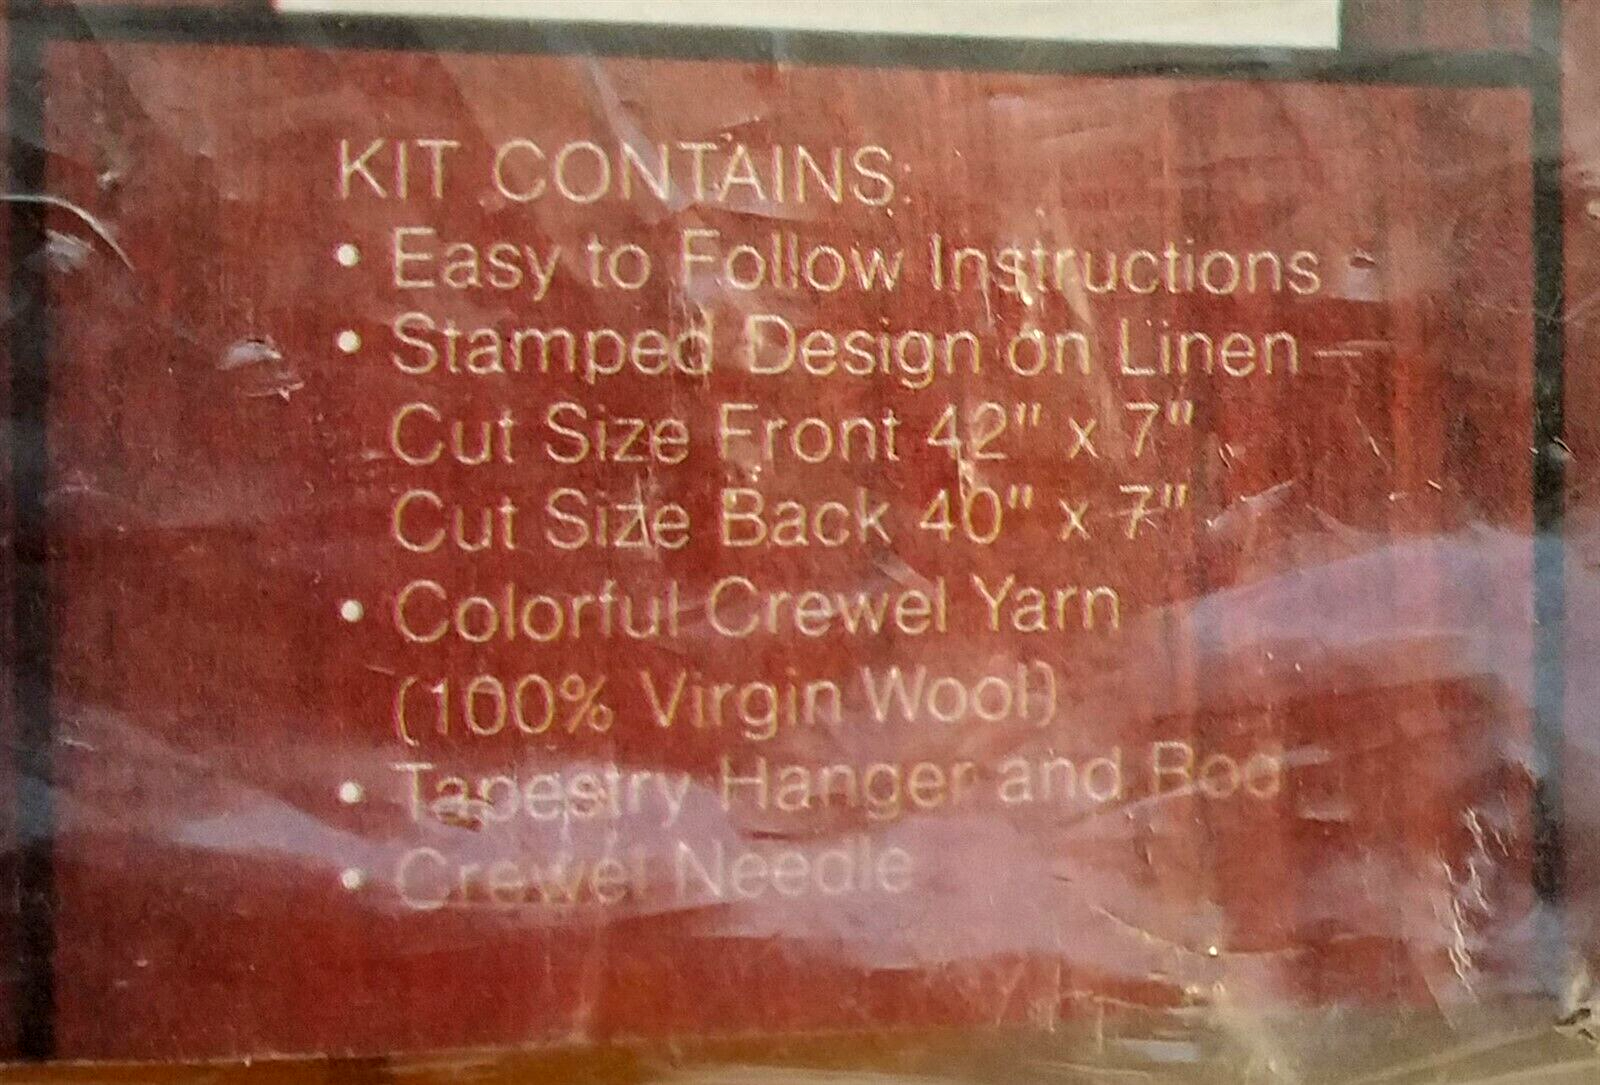 KIT CONTAINS:
• Easy to Follow Instructions
• Stamped Design on Linen
Cut Size Front 42" x 7"
Cut Size Back 40" x 7"
• Colorful Crewel Yarn
(100% Virgin Wool)
• Tapestry Hanger and Rod
• Crewel Needle